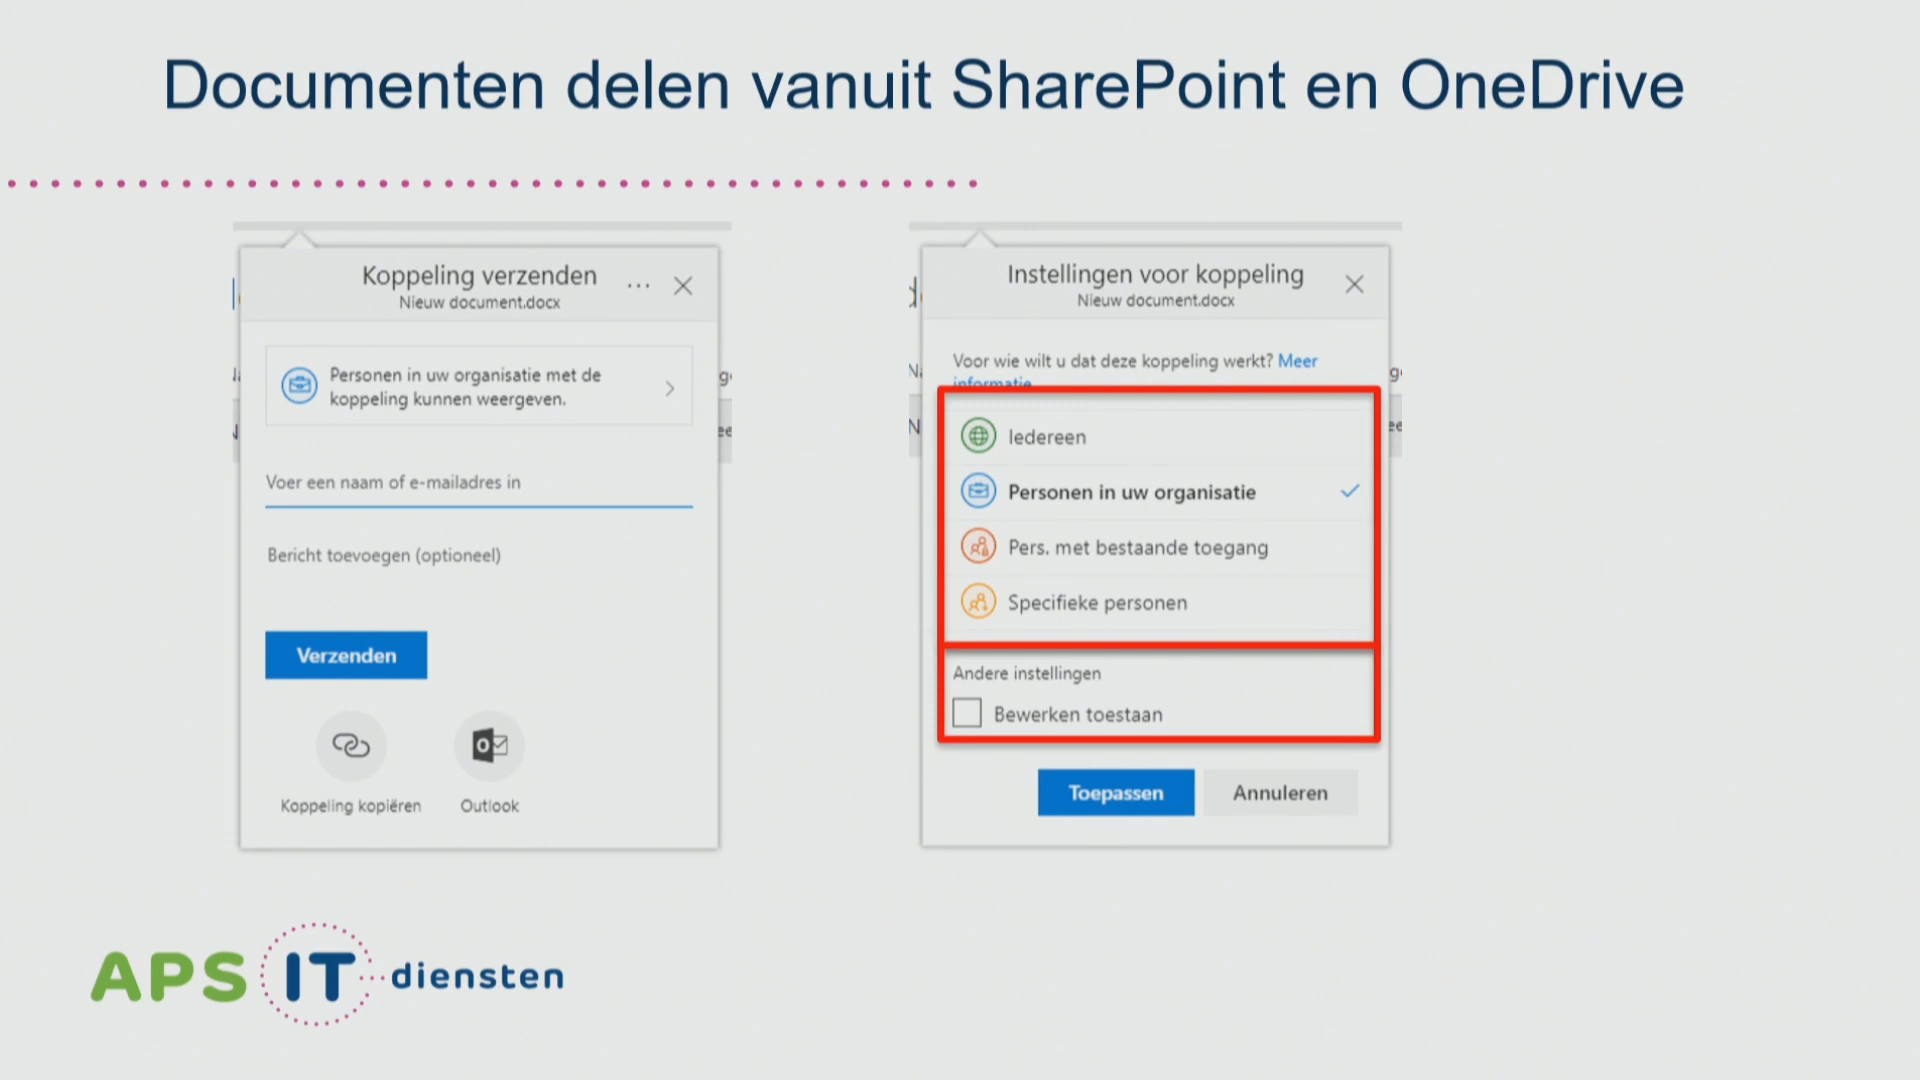 Documenten delen vanuit SharePoint en OneDrive
Koppeling verzenden
Nieuw document.docx
Personen in uw organisatie met de
koppeling kunnen weergeven.
Voer een naam of e-mailadres in
Bericht toevoegen (optioneel)
Verzenden
Koppeling kopiëren
Outlook
Instellingen voor koppeling
Nieuw document.docx
Voor wie wilt u dat deze koppeling werkt? Meer
informatie
Iedereen
Personen in uw organisatie
Pers. met bestaande toegang
Specifieke personen
Andere instellingen
Bewerken toestaan
Toepassen
Annuleren
APS IT diensten